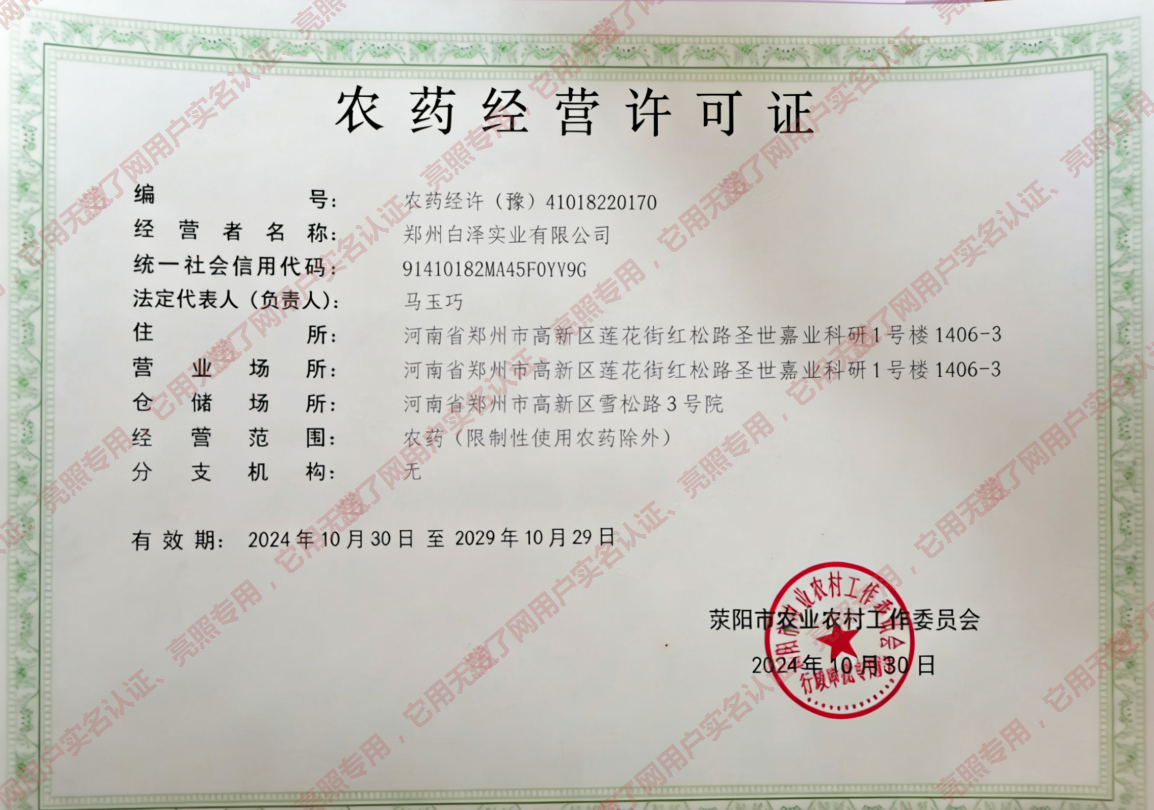 农药经营许可证
编号： 农药经许（豫）41018220170
经营者名称： 郑州白泽实业有限公司
统一社会信用代码： 91410182MA45F0YV9G
法定代表人（负责人）： 马玉巧
住所： 河南省郑州市高新区莲花街红松路圣世嘉业科研1号楼1406-3
营业场所： 河南省郑州市高新区莲花街红松路圣世嘉业科研1号楼1406-3
仓储场所： 河南省郑州市高新区雪松路3号院
经营范围： 农药（限制性使用农药除外）
分支机构： 无
有效期： 2024年10月30日 至 2029年10月29日
荥阳市农业农村工作委员会
2024年10月30日